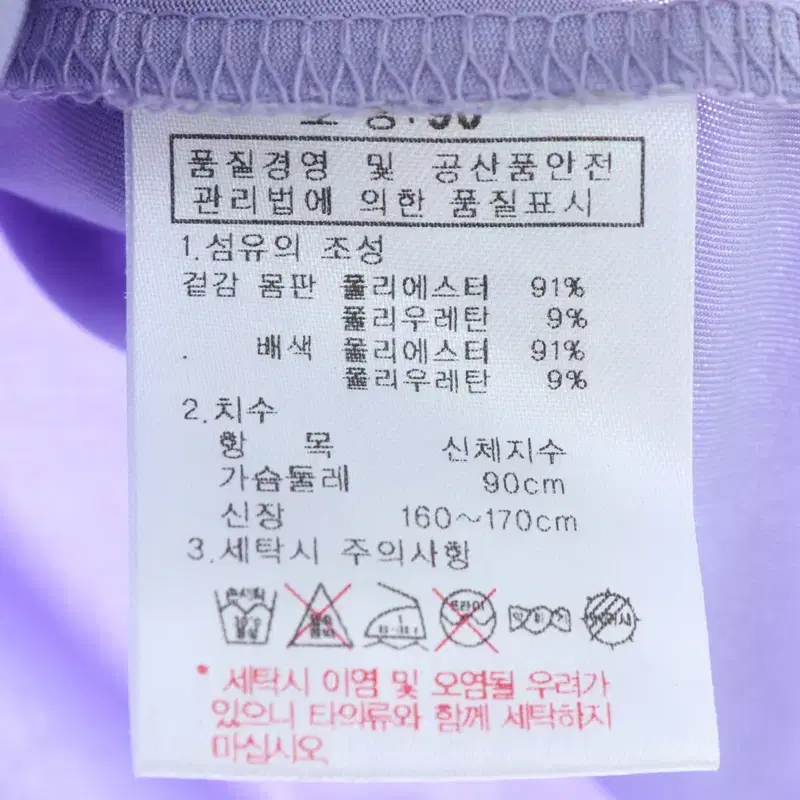 품질경영 및 공산품안전
관리법에 의한 품질표시
1.섬유의 조성
겉감 몸판 폴리에스터 91%
폴리우레탄 9%
. 배색 폴리에스터 91%
폴리우레탄 9%
2.치수
항 목 신체지수
가슴둘레 90cm
신장 160~170cm
3.세탁시 주의사항
손세탁 드라이
* 세탁시 이염 및 오염될 우려가
있으니 타의류와 함께 세탁하지
마십시오